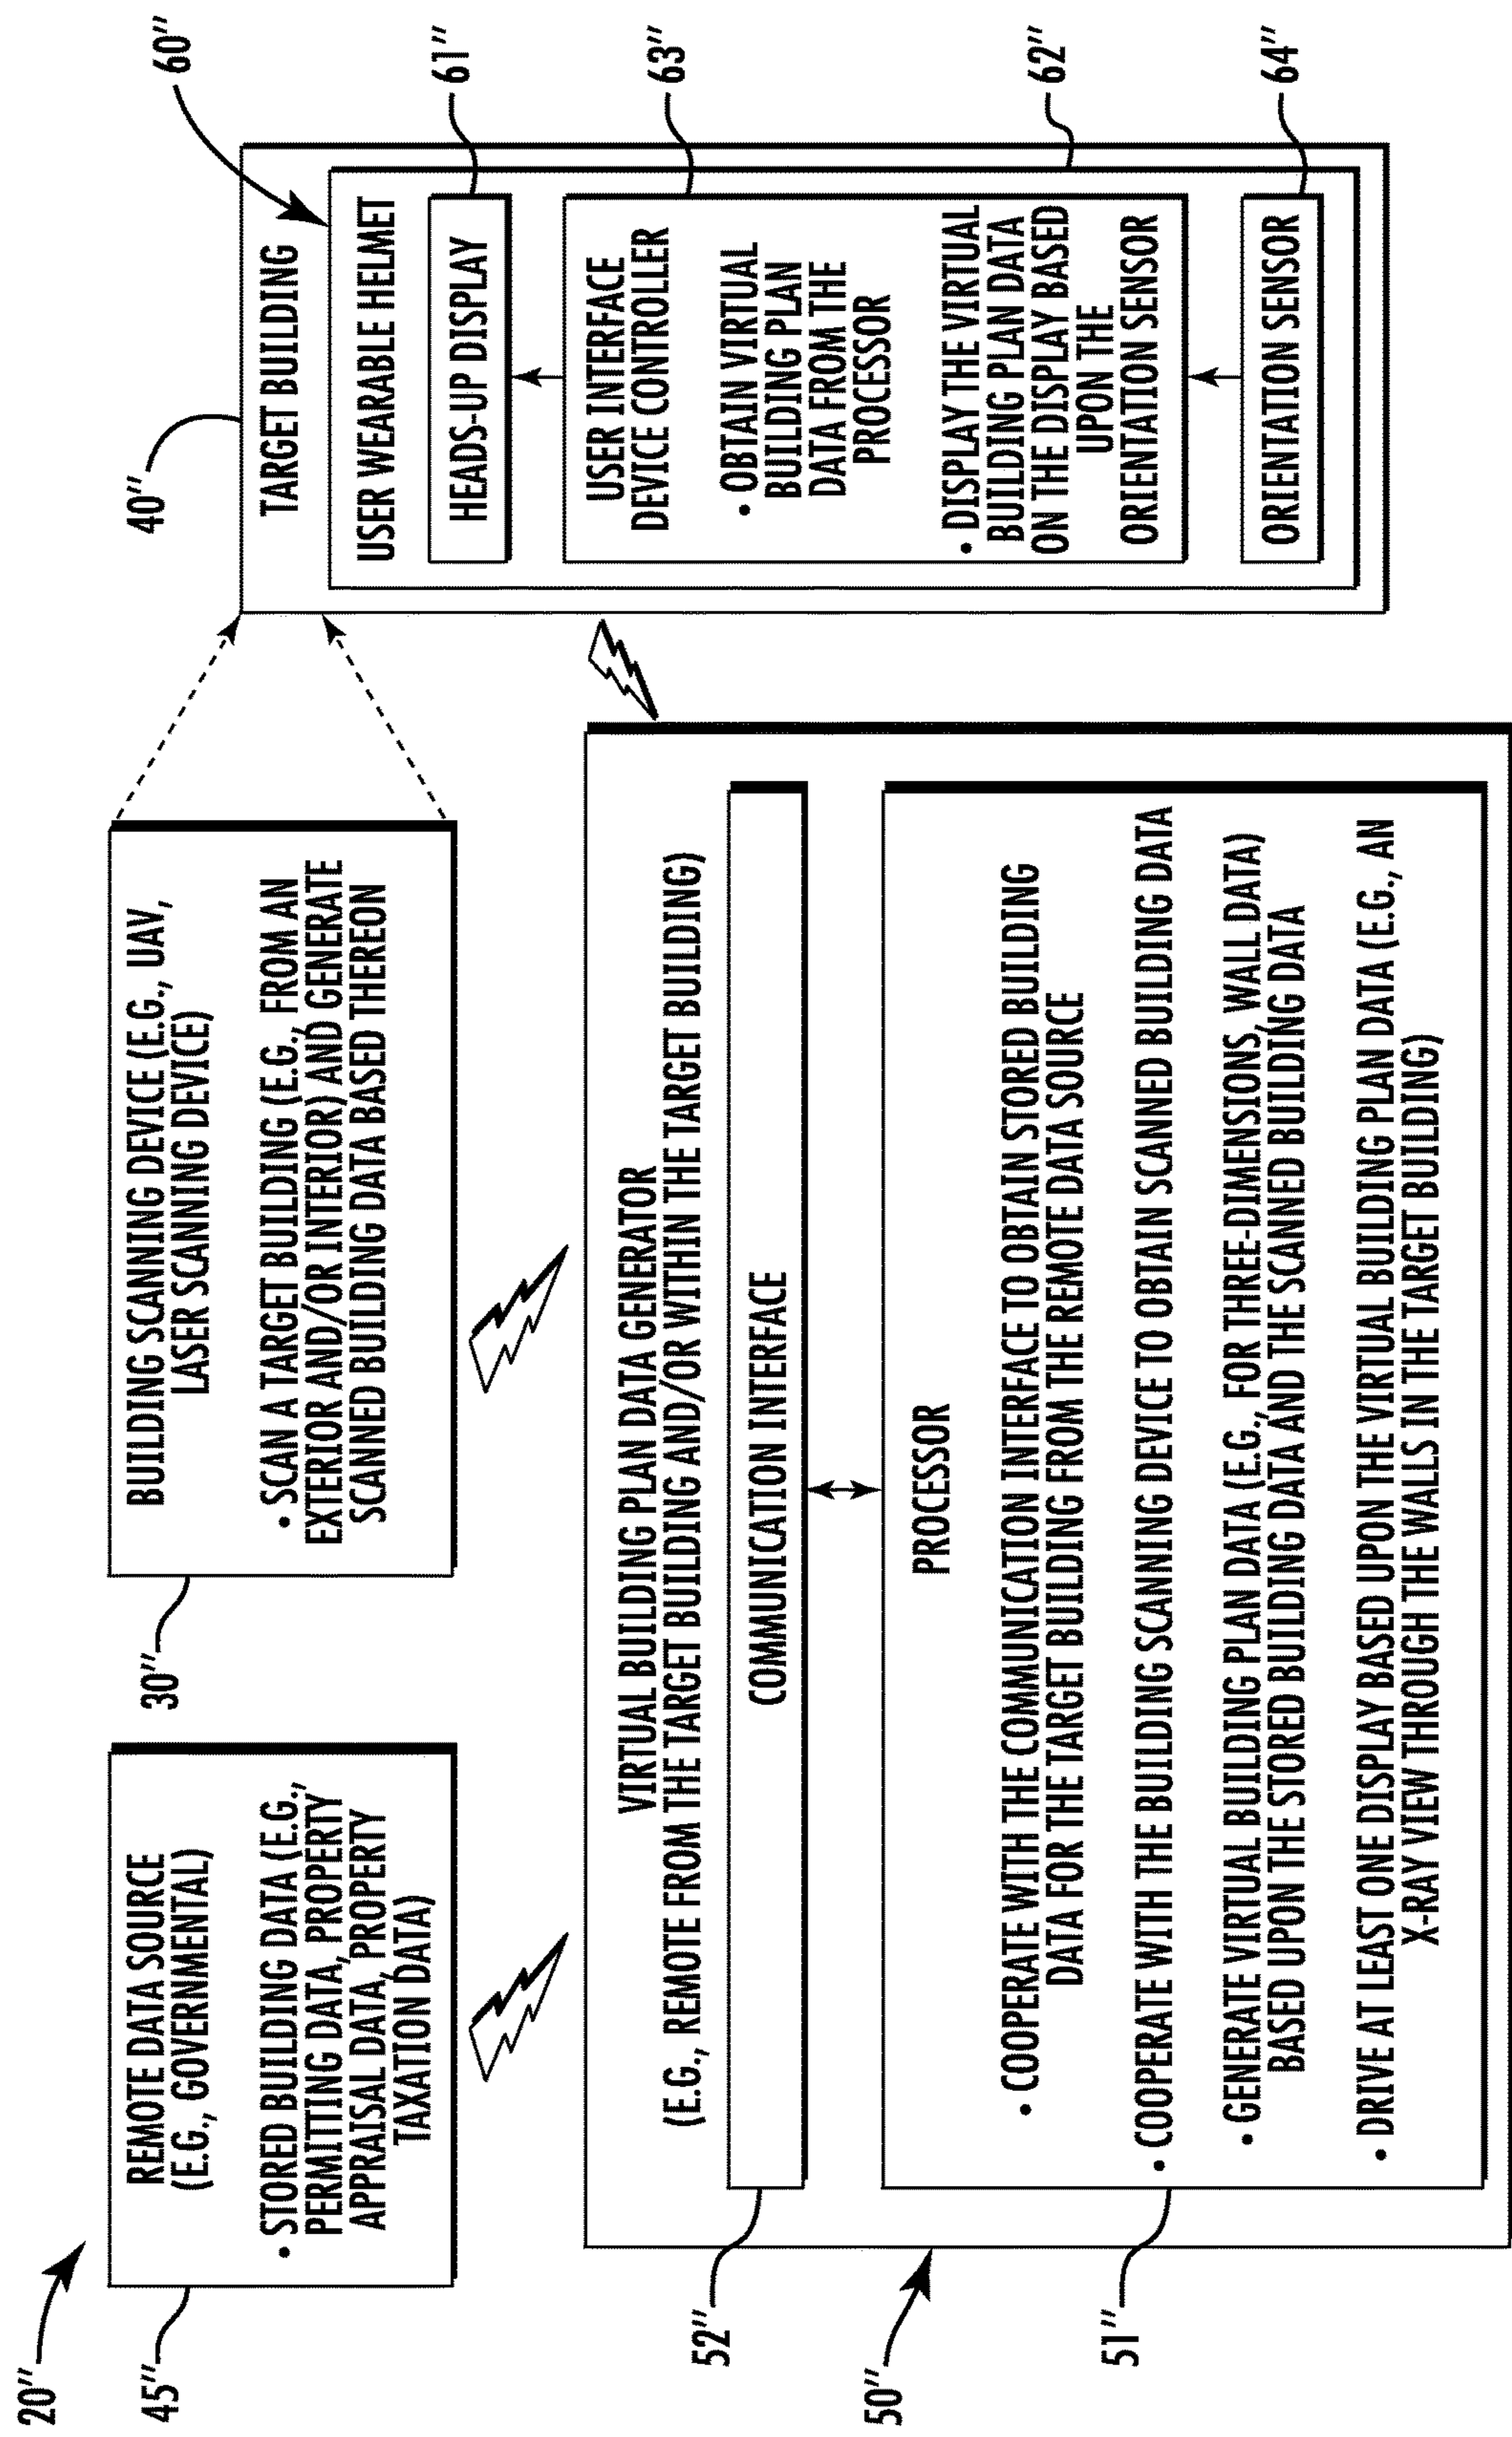 20″
45″
REMOTE DATA SOURCE
(E.G., GOVERNMENTAL)
• STORED BUILDING DATA (E.G.,
PERMITTING DATA, PROPERTY
APPRAISAL DATA, PROPERTY
TAXATION DATA)
30″
BUILDING SCANNING DEVICE (E.G., UAV,
LASER SCANNING DEVICE)
• SCAN A TARGET BUILDING (E.G., FROM AN
EXTERIOR AND/OR INTERIOR) AND GENERATE
SCANNED BUILDING DATA BASED THEREON
40″
TARGET BUILDING
60″
USER WEARABLE HELMET
61″
HEADS-UP DISPLAY
63″
USER INTERFACE
DEVICE CONTROLLER
• OBTAIN VIRTUAL
BUILDING PLAN
DATA FROM THE
PROCESSOR
• DISPLAY THE VIRTUAL
BUILDING PLAN DATA
ON THE DISPLAY BASED
UPON THE
ORIENTATION SENSOR
62″
ORIENTATION SENSOR
64″
50″
VIRTUAL BUILDING PLAN DATA GENERATOR
(E.G., REMOTE FROM THE TARGET BUILDING AND/OR WITHIN THE TARGET BUILDING)
52″
COMMUNICATION INTERFACE
51″
PROCESSOR
• COOPERATE WITH THE COMMUNICATION INTERFACE TO OBTAIN STORED BUILDING
DATA FOR THE TARGET BUILDING FROM THE REMOTE DATA SOURCE
• COOPERATE WITH THE BUILDING SCANNING DEVICE TO OBTAIN SCANNED BUILDING DATA
• GENERATE VIRTUAL BUILDING PLAN DATA (E.G., FOR THREE-DIMENSIONS, WALL DATA)
BASED UPON THE STORED BUILDING DATA AND THE SCANNED BUILDING DATA
• DRIVE AT LEAST ONE DISPLAY BASED UPON THE VIRTUAL BUILDING PLAN DATA (E.G., AN
X-RAY VIEW THROUGH THE WALLS IN THE TARGET BUILDING)